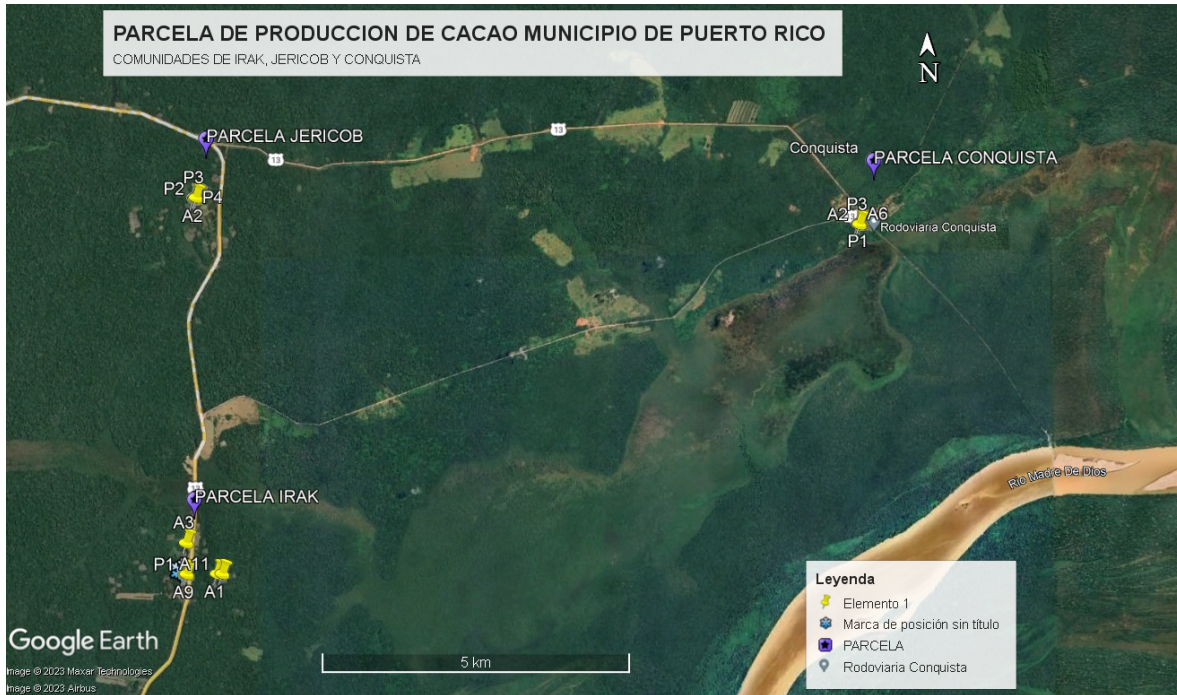 PARCELA DE PRODUCCION DE CACAO MUNICIPIO DE PUERTO RICO
COMUNIDADES DE IRAK, JERICOB Y CONQUISTA
N
PARCELA JERICOB
13
13
Conquista
PARCELA CONQUISTA
P3
P2
P4
A2
P3
A2
A6
Rodoviaria Conquista
P1
PARCELA IRAK
A3
P1
A11
A9
A1
Rio Madre De Dios
Leyenda
Elemento 1
Marca de posición sin título
PARCELA
Rodoviaria Conquista
Google Earth
Image © 2023 Maxar Technologies
Image © 2023 Airbus
5 km